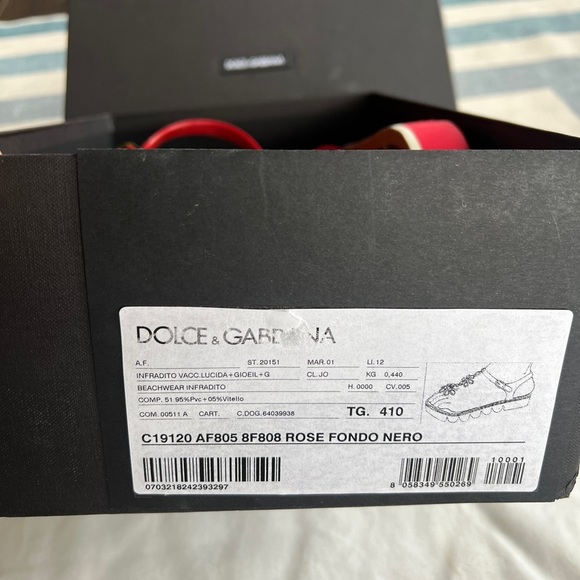 DOLCE & GABBANA
A.F. ST. 20151 MAR. 01 LI. 12
INFRADITO VACC.LUCIDA+GIOEIL+G CL.JO KG 0,440
BEACHWEAR INFRADITO H. 0000 CV. 005
COMP. 51 95%Pvc + 05%Vitello
COM. 00511 A CART. C.DOG. 64039938 TG. 410
C19120 AF805 8F808 ROSE FONDO NERO
10001
0703218242393297
8 058349 550269